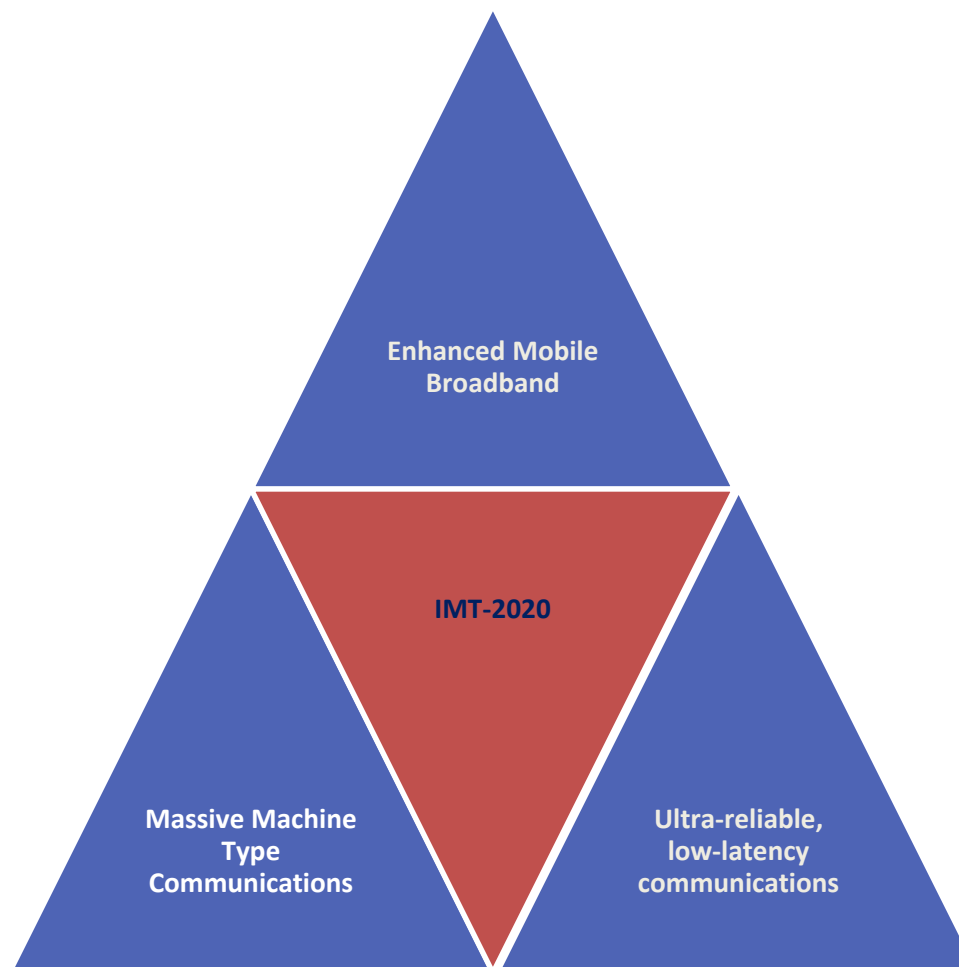 Enhanced Mobile
Broadband
IMT-2020
Massive Machine
Type
Communications
Ultra-reliable,
low-latency
communications